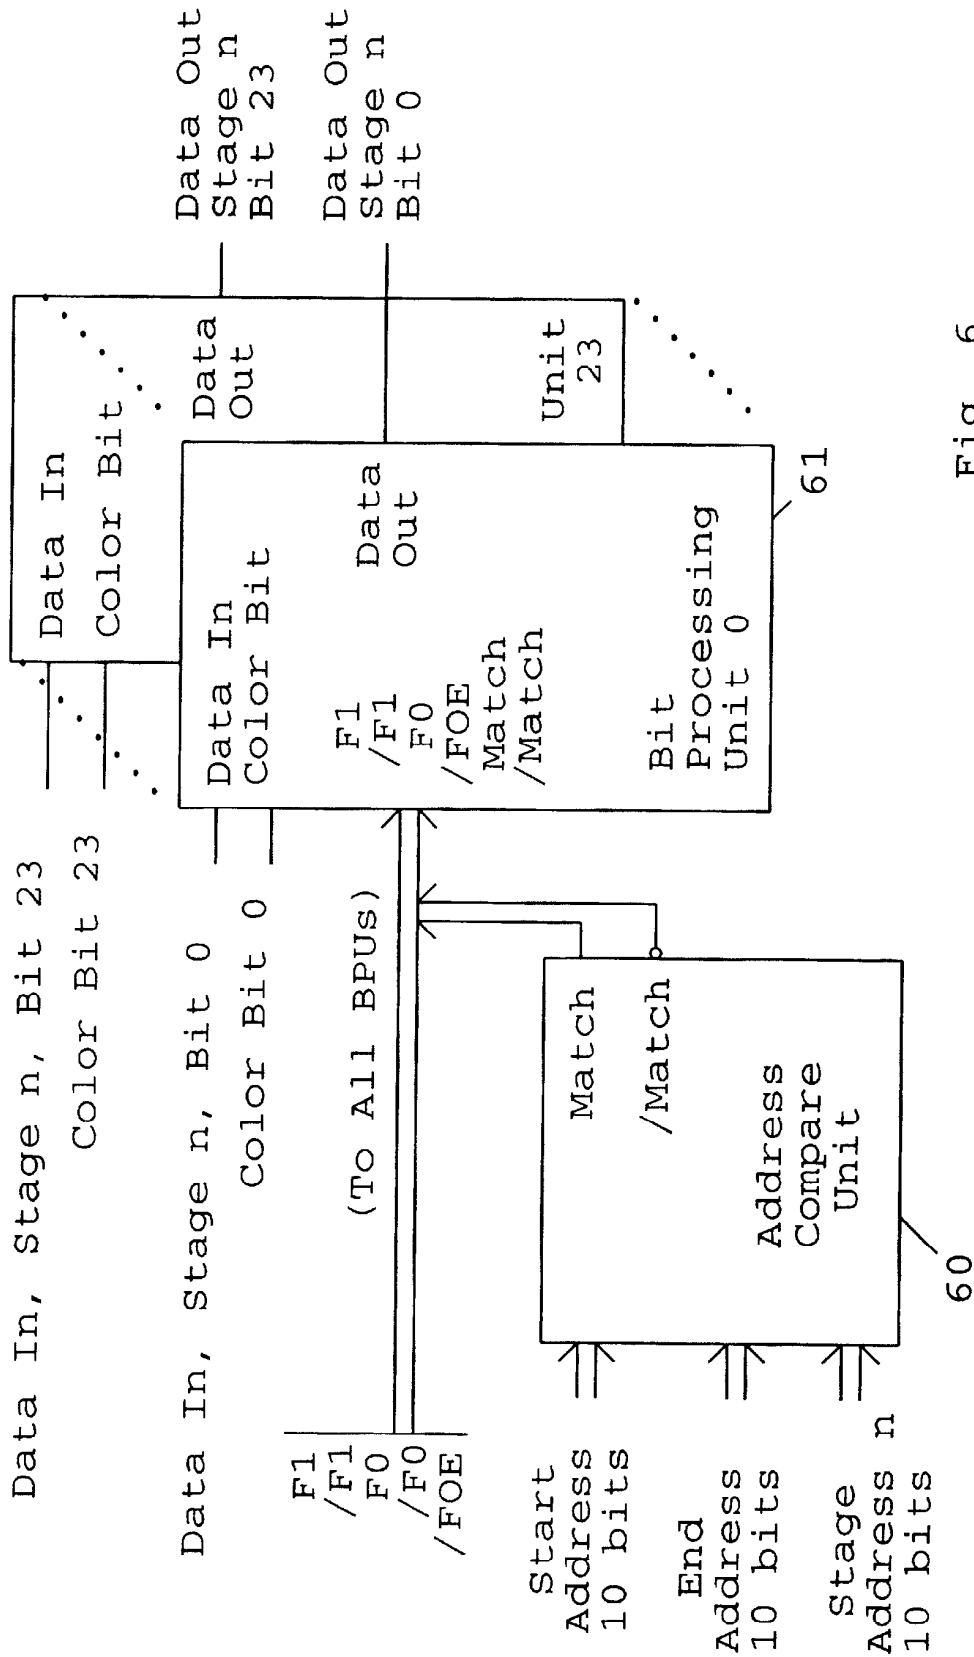 Data In, Stage n, Bit 23
Color Bit 23
Data In, Stage n, Bit 0
Color Bit 0
Data In
Color Bit
Data
Out
Unit
23
Data Out
Stage n
Bit 23
Data Out
Stage n
Bit 0
Data In
Color Bit
F1
/F1
F0
/FOE
Match
/Match
Data
Out
Bit
Processing
Unit 0
61
F1
/F1
F0
/F0
/FOE
(To All BPUs)
Start
Address
10 bits
End
Address
10 bits
Stage
Address n
10 bits
Match
/Match
Address
Compare
Unit
60
Fig 6